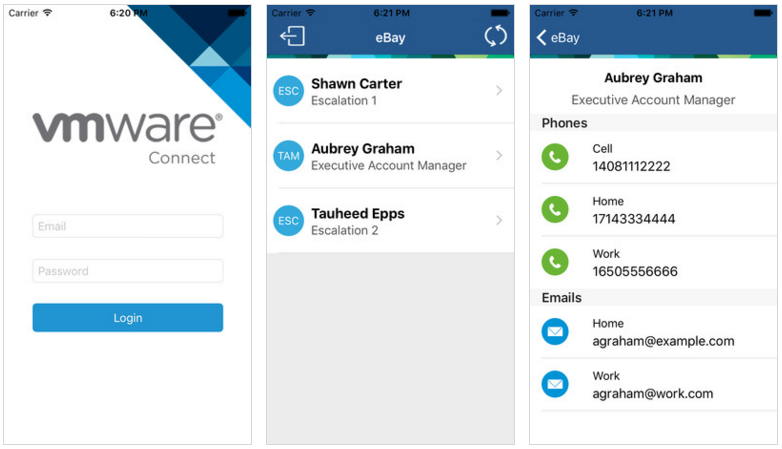 Carrier 6:20 PM
vmware®
Connect
Email
Password
Login
Carrier 6:21 PM
eBay
ESC
Shawn Carter
Escalation 1
TAM
Aubrey Graham
Executive Account Manager
ESC
Tauheed Epps
Escalation 2
Carrier 6:21 PM
eBay
Aubrey Graham
Executive Account Manager
Phones
Cell
14081112222
Home
17143334444
Work
16505556666
Emails
Home
agraham@example.com
Work
agraham@work.com